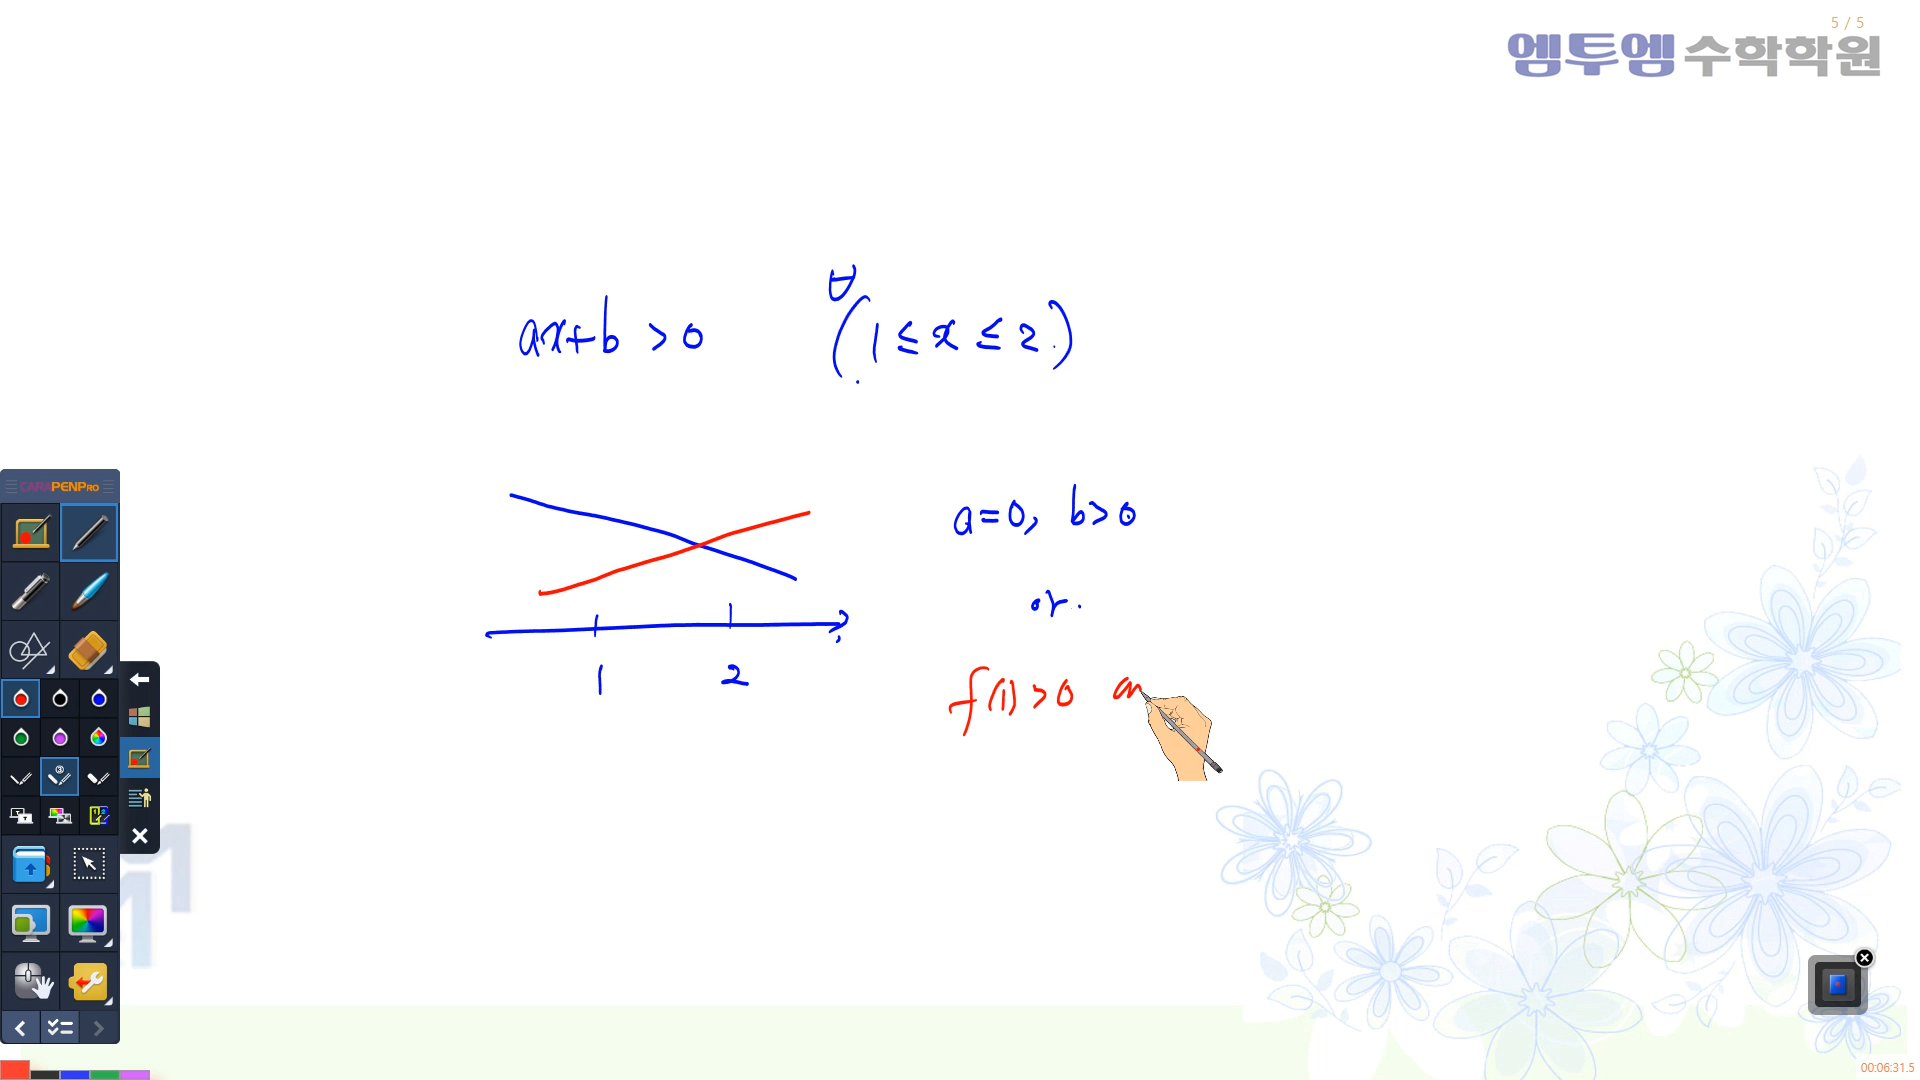 5 / 5
엠투엠 수학학원
∀
ax+b > 0 (1 ≤ x ≤ 2.)
CARAPENPRO
a=0, b>0
or.
1 2
f(1) > 0 an
00:06:31.5